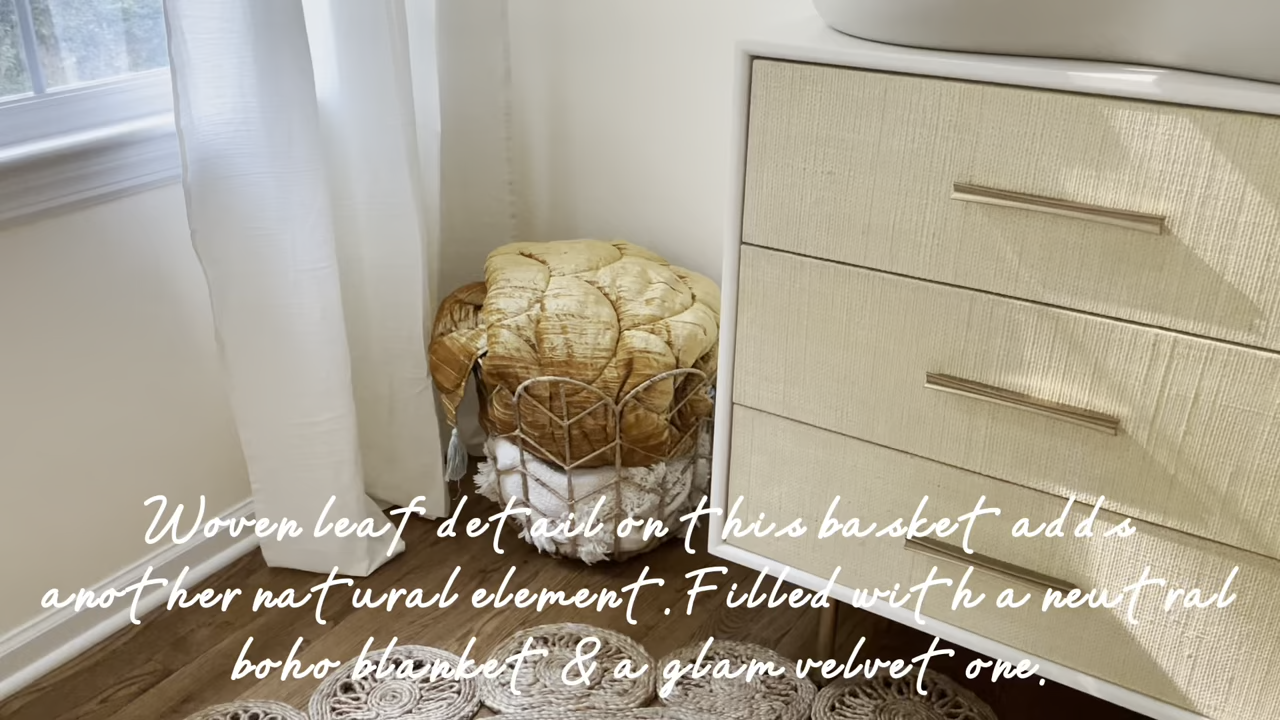 Woven leaf detail on this basket adds
another natural element. Filled with a neutral
boho blanket & a glam velvet one.